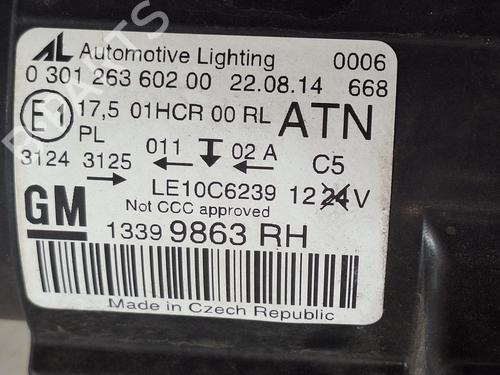 AL Automotive Lighting 0006
0 301 263 602 00 22.08.14 668
E1 17,5 01HCR 00 RL ATN
PL
3124 3125 011 02 A C5
LE10C6239 12 24 V
GM Not CCC approved
1339 9863 RH
Made in Czech Republic